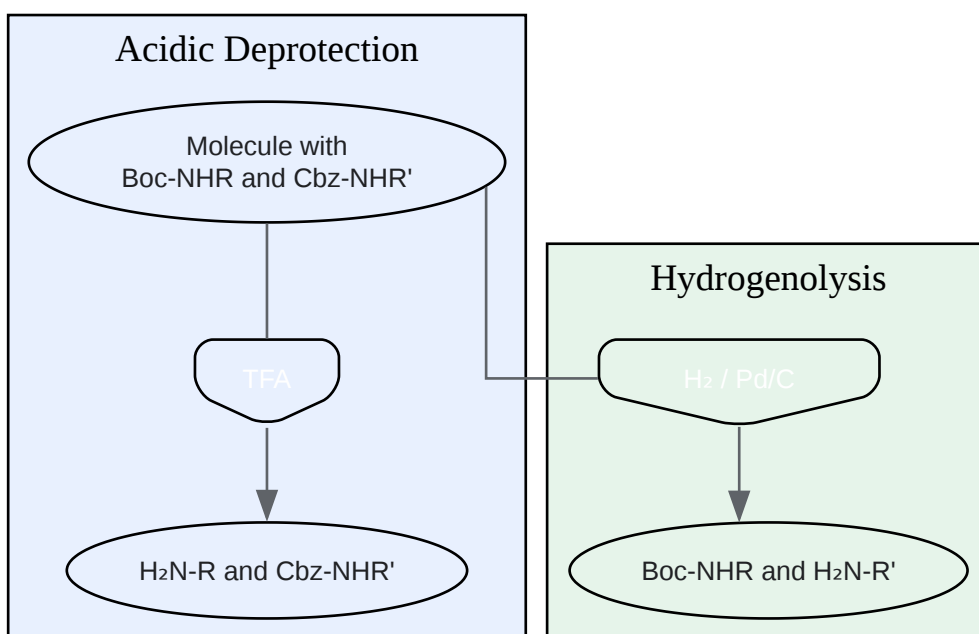 Acidic Deprotection
Molecule with
Boc-NHR and Cbz-NHR'
Hydrogenolysis
TFA
H₂ / Pd/C
H₂N-R and Cbz-NHR'
Boc-NHR and H₂N-R'